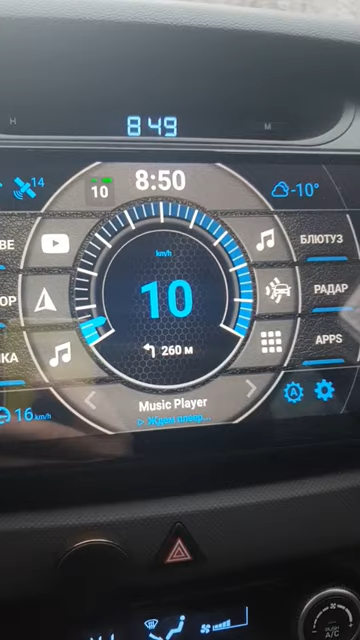 H
M
8:49
14
10
8:50
-10°
ВЕ
БЛЮТУЗ
km/h
ОР
10
РАДАР
260 м
КА
APPS
16 km/h
Music Player
A
A/C